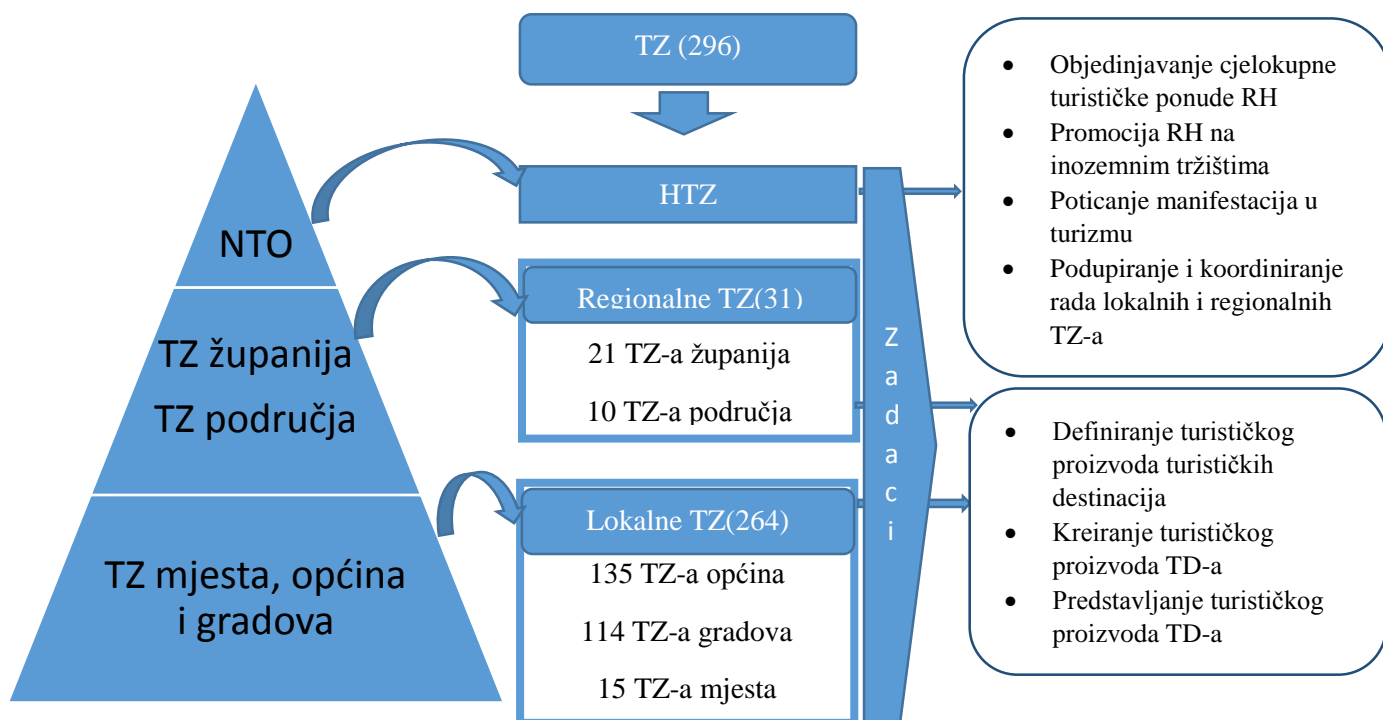 TZ (296)
NTO
TZ županija
TZ područja
TZ mjesta, općina
i gradova
HTZ
Regionalne TZ(31)
21 TZ-a županija
10 TZ-a područja
Lokalne TZ(264)
135 TZ-a općina
114 TZ-a gradova
15 TZ-a mjesta
Z
a
d
a
c
i
• Objedinjavanje cjelokupne
turističke ponude RH
• Promocija RH na
inozemnim tržištima
• Poticanje manifestacija u
turizmu
• Podupiranje i koordiniranje
rada lokalnih i regionalnih
TZ-a
• Definiranje turističkog
proizvoda turističkih
destinacija
• Kreiranje turističkog
proizvoda TD-a
• Predstavljanje turističkog
proizvoda TD-a